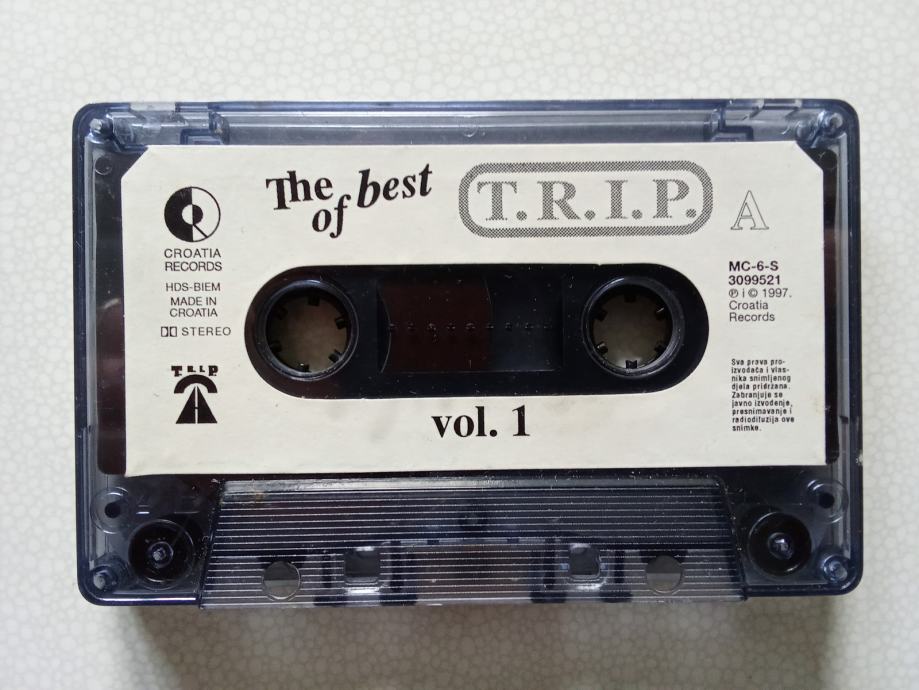 The best
of
T.R.I.P.
A
CROATIA
RECORDS
HDS-BIEM
MADE IN
CROATIA
STEREO
T.R.I.P.
MC-6-S
3099521
℗ i © 1997.
Croatia
Records
Sva prava pro-
izvođača i vlas-
nika snimljenog
djela pridržana.
Zabranjuje se
javno izvođenje,
presnimavanje i
radiodifuzija ove
snimke.
vol. 1